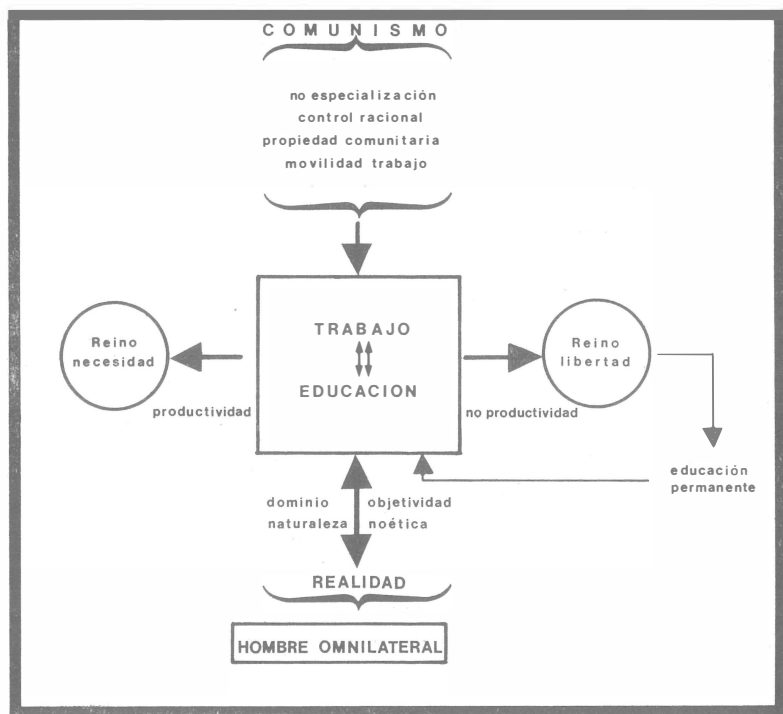 COMUNISMO
no especialización
control racional
propiedad comunitaria
movilidad trabajo
TRABAJO
EDUCACION
Reino
necesidad
Reino
libertad
productividad
no productividad
educación
permanente
dominio
naturaleza
objetividad
noética
REALIDAD
HOMBRE OMNILATERAL